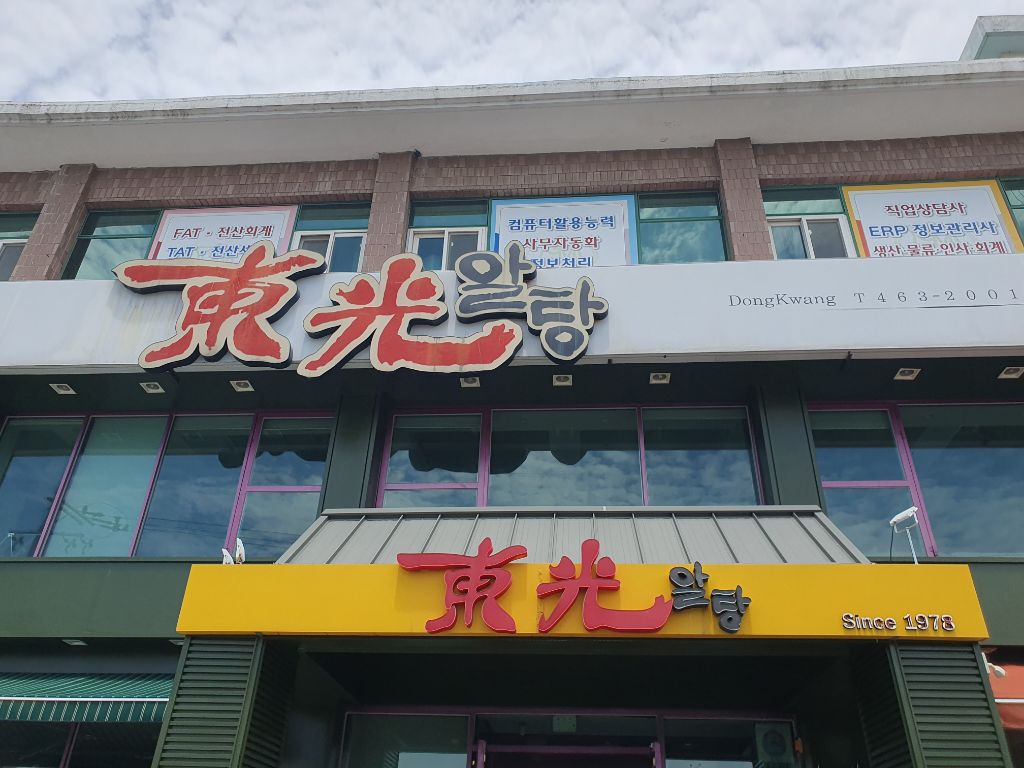 FAT · 전산회계
TAT · 전산세
컴퓨터활용능력
사무자동화
정보처리
직업상담사
ERP 정보관리사
생산·물류·인사·회계
東光 알탕
DongKwang T 463-2001
東光 알탕
Since 1978